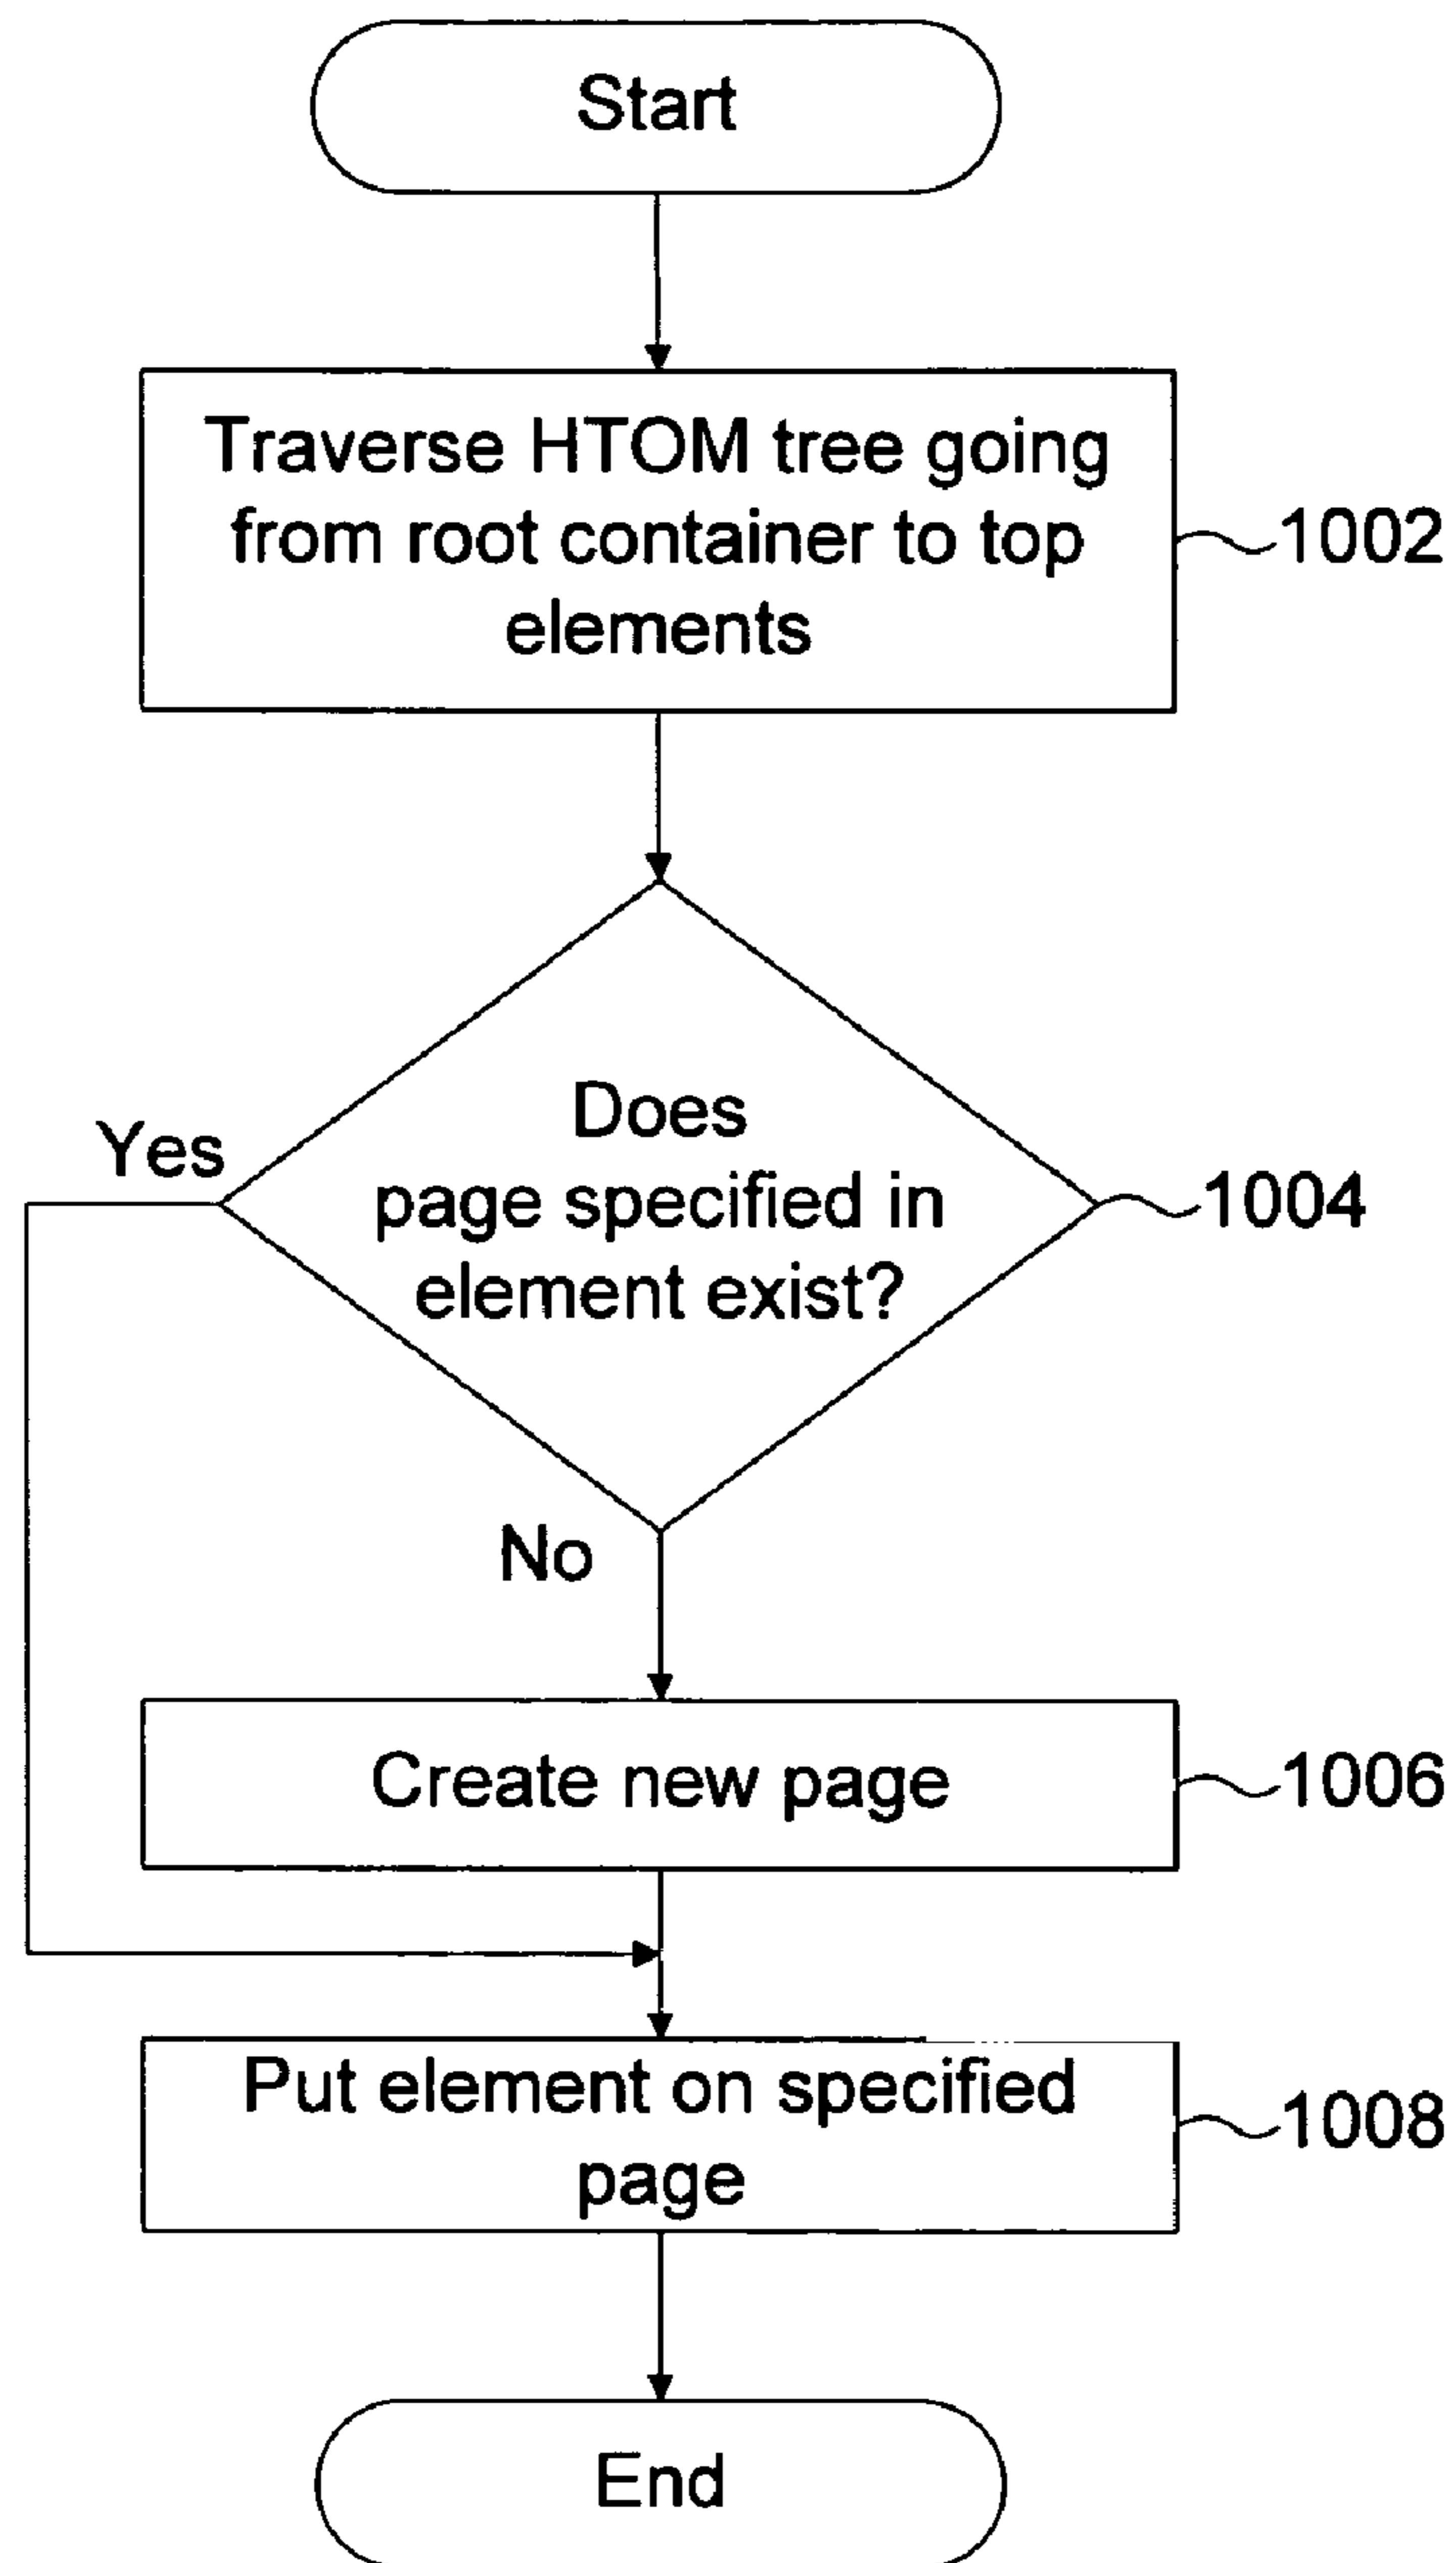 Start
Traverse HTOM tree going
from root container to top
elements
1002
Does
page specified in
element exist?
Yes
1004
No
Create new page
1006
Put element on specified
page
1008
End